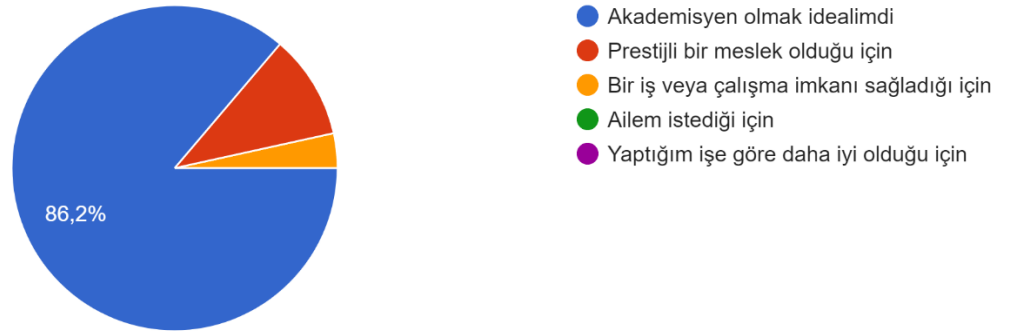 Akademisyen olmak idealimdi
Prestijli bir meslek olduğu için
Bir iş veya çalışma imkanı sağladığı için
Ailem istediği için
Yaptığım işe göre daha iyi olduğu için
86,2%